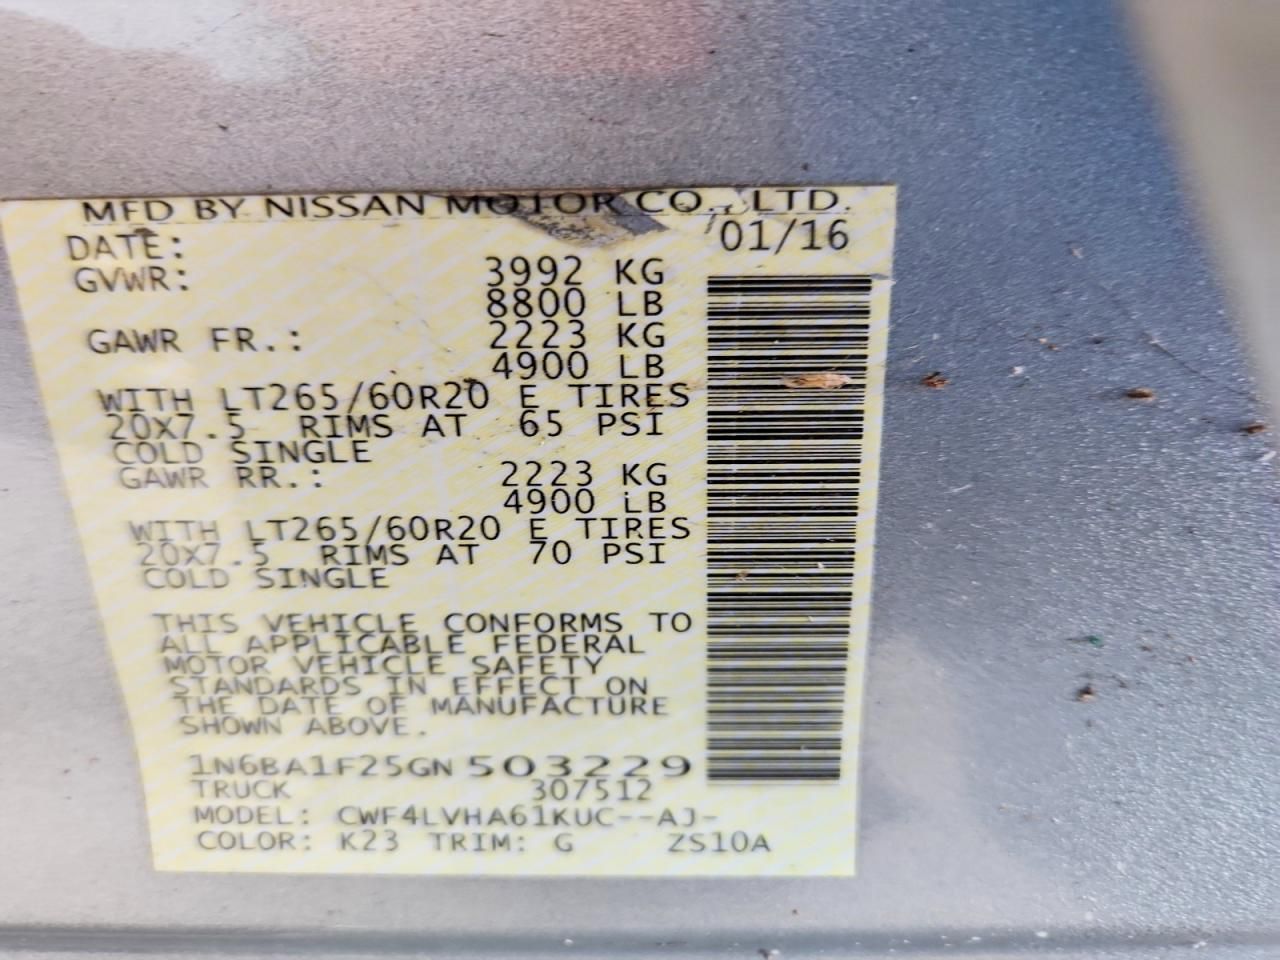 MFD BY NISSAN MOTOR CO., LTD.
DATE: 01/16
GVWR: 3992 KG
8800 LB
GAWR FR.: 2223 KG
4900 LB
WITH LT265/60R20 E TIRES
20X7.5 RIMS AT 65 PSI
COLD SINGLE
GAWR RR.: 2223 KG
4900 LB
WITH LT265/60R20 E TIRES
20X7.5 RIMS AT 70 PSI
COLD SINGLE
THIS VEHICLE CONFORMS TO
ALL APPLICABLE FEDERAL
MOTOR VEHICLE SAFETY
STANDARDS IN EFFECT ON
THE DATE OF MANUFACTURE
SHOWN ABOVE.
1N6BA1F25GN503229
TRUCK 307512
MODEL: CWF4LVHA61KUC--AJ-
COLOR: K23 TRIM: G ZS10A